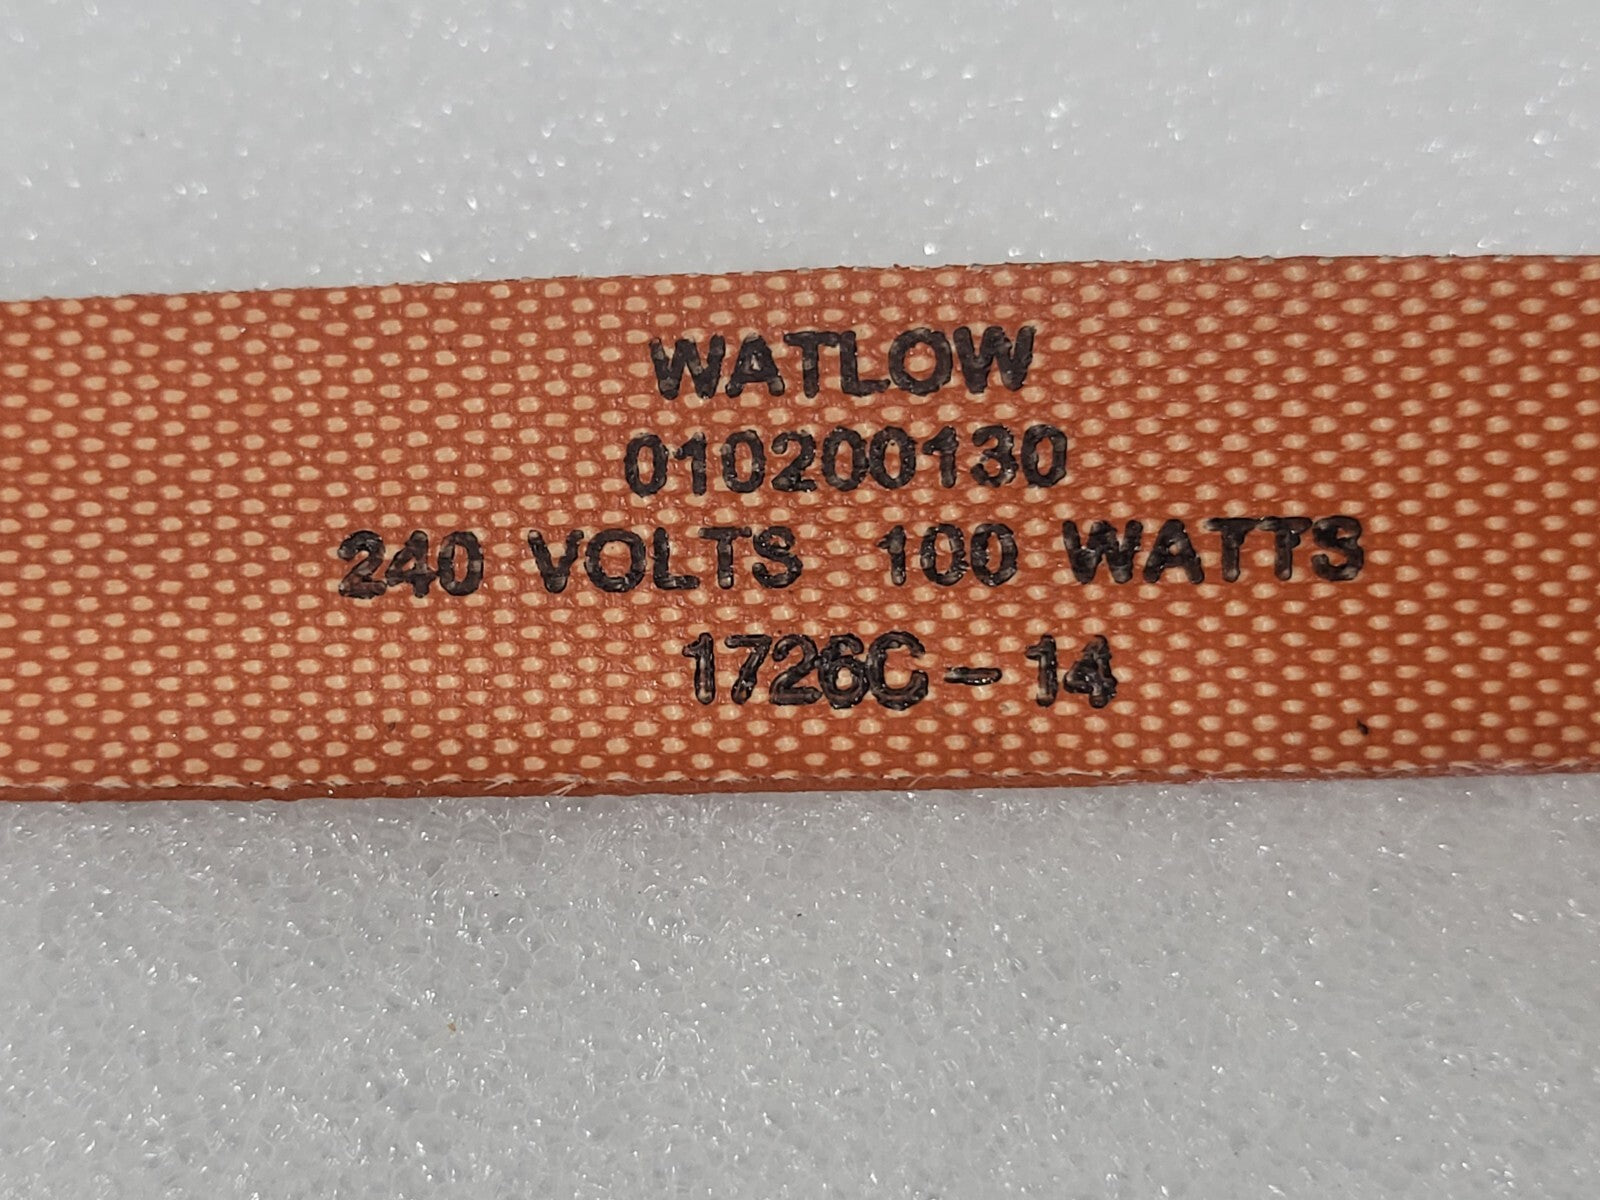 WATLOW
010200130
240 VOLTS 100 WATTS
1726C - 14